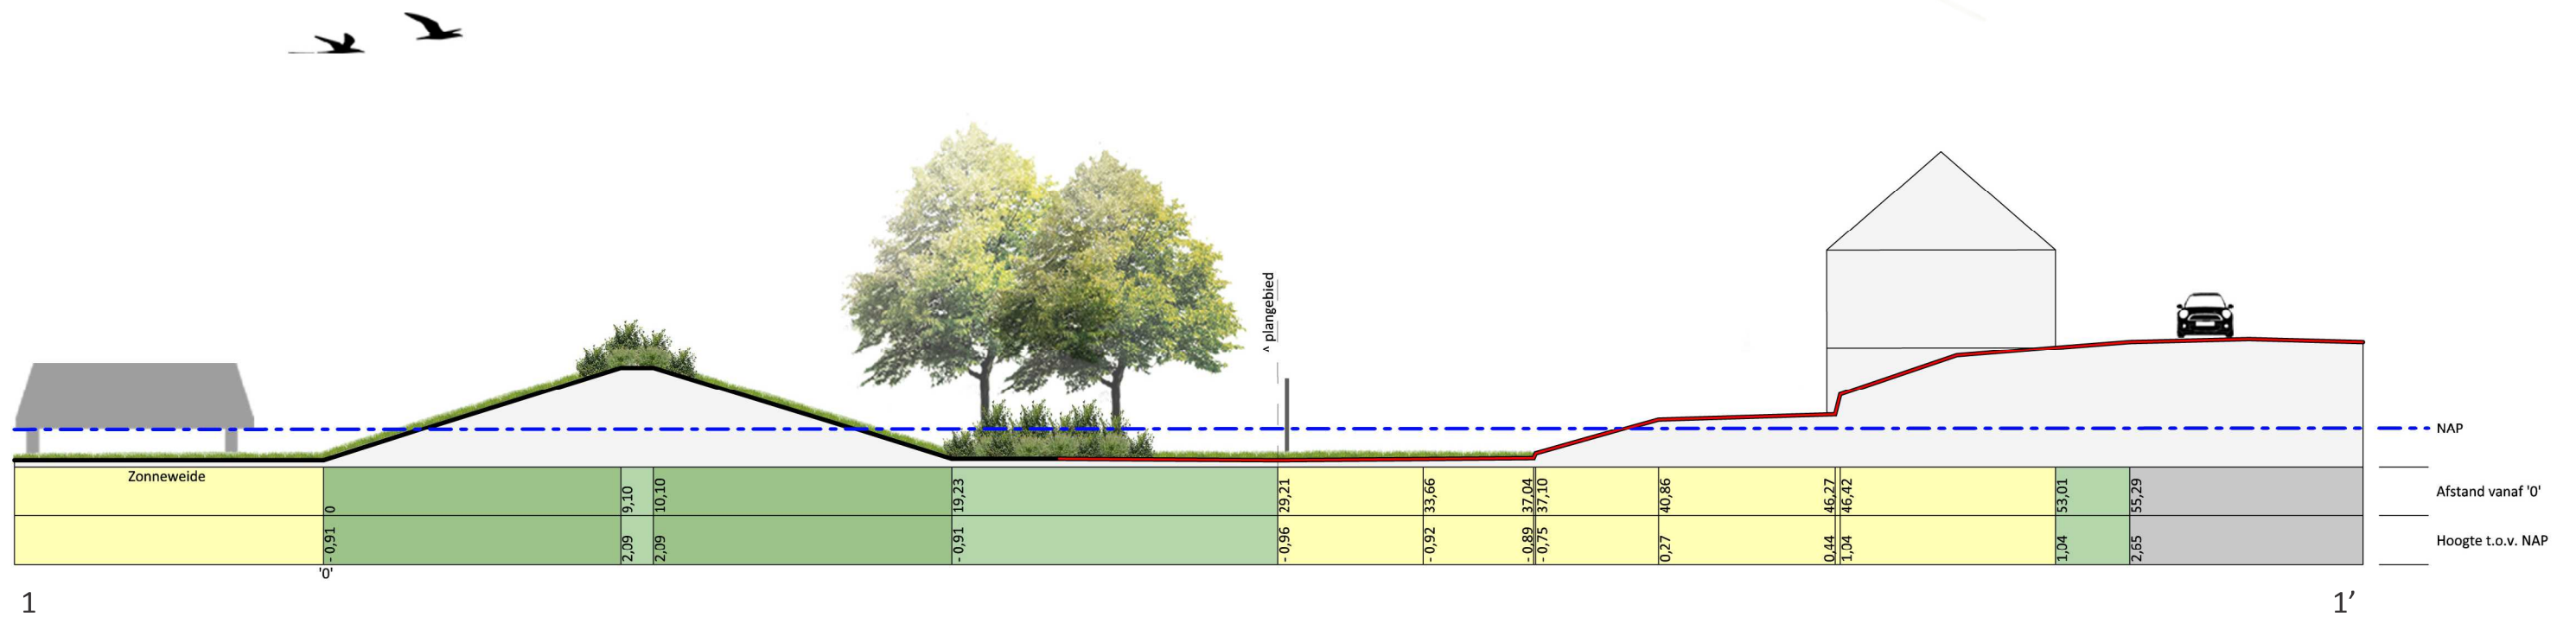 ^ plangebied
NAP
Zonneweide
0 9,10 10,10 19,23 29,21 33,66 37,04 37,10 40,86 46,27 46,42 53,01 55,29 Afstand vanaf '0'
- 0,91 2,09 2,09 - 0,91 - 0,96 - 0,92 - 0,89 - 0,75 0,27 0,44 1,04 1,04 2,65 Hoogte t.o.v. NAP
'0'
1 1’